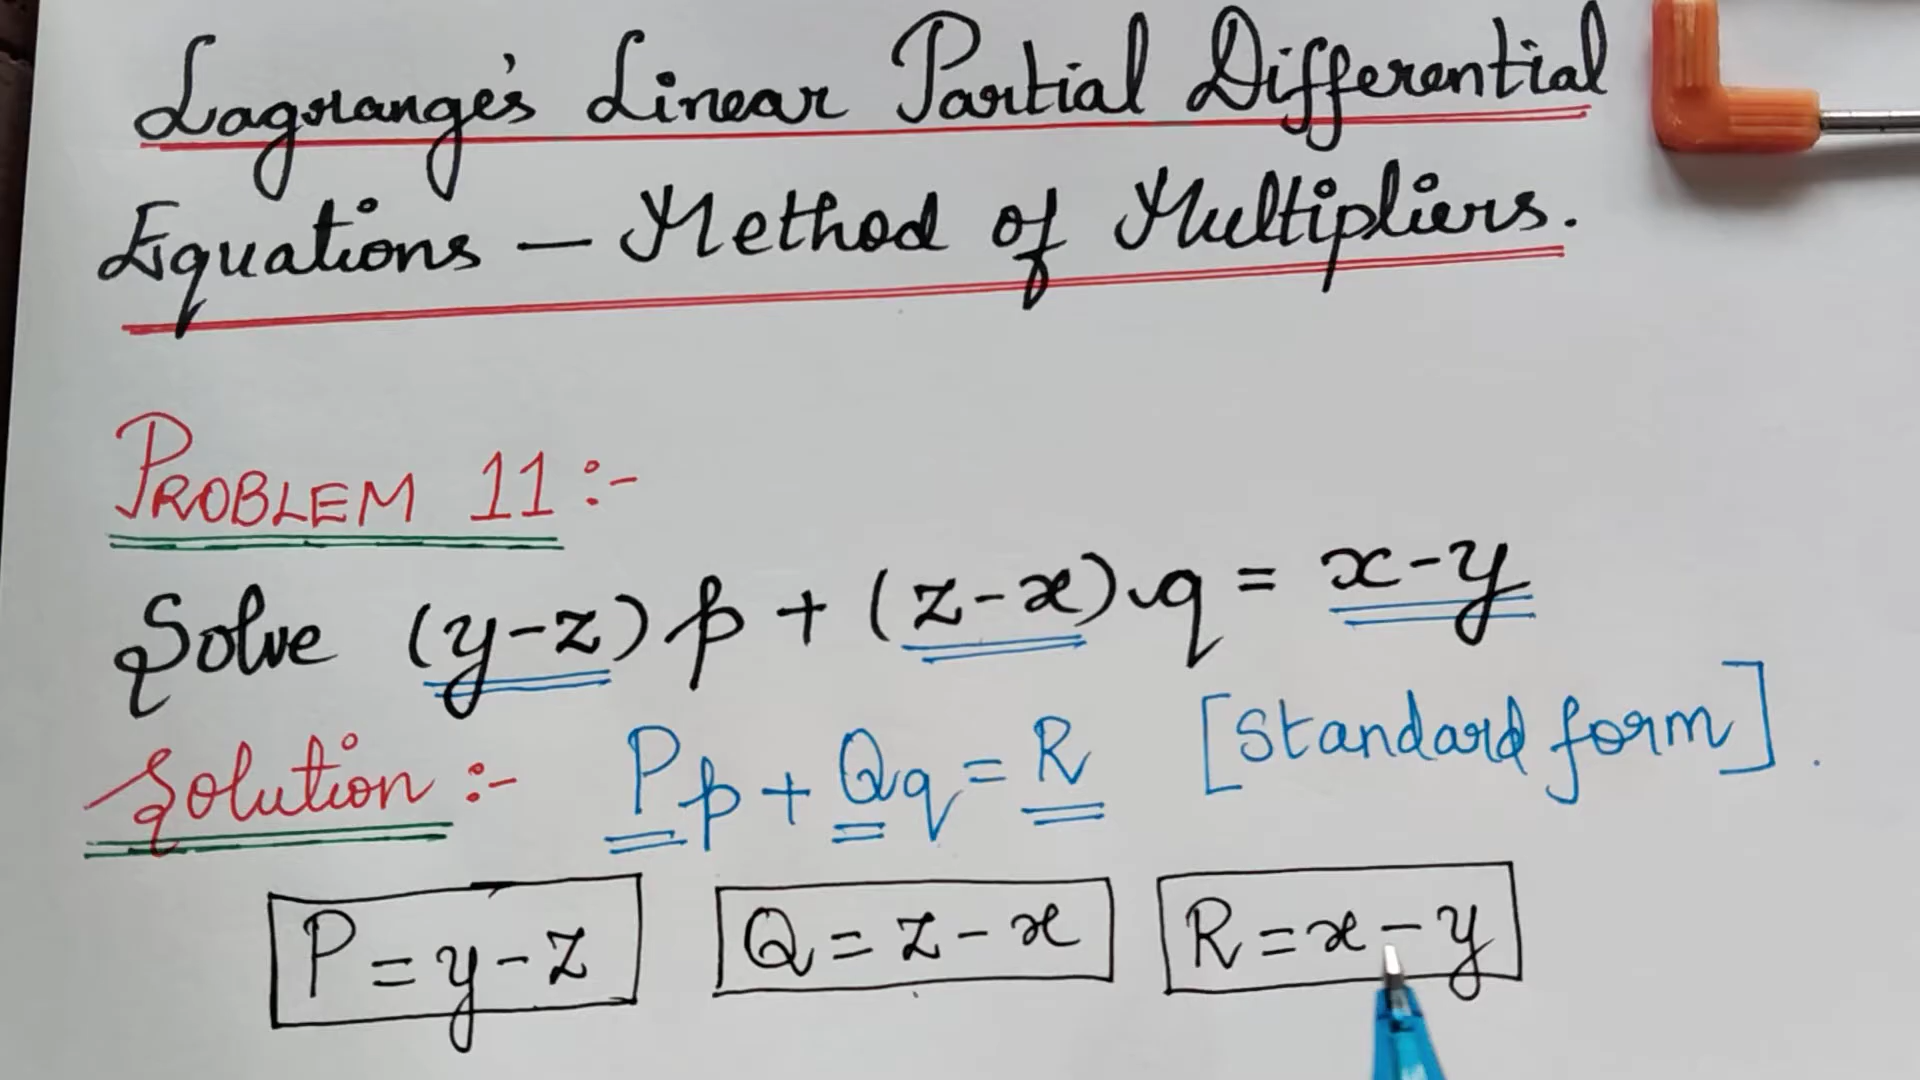 Lagrange's Linear Partial Differential
Equations — Method of Multipliers.
PROBLEM 11 :-
Solve (y-z)p + (z-x)q = x-y
Solution :- Pp + Qq = R [Standard form].
P = y-z Q = z-x R = x-y